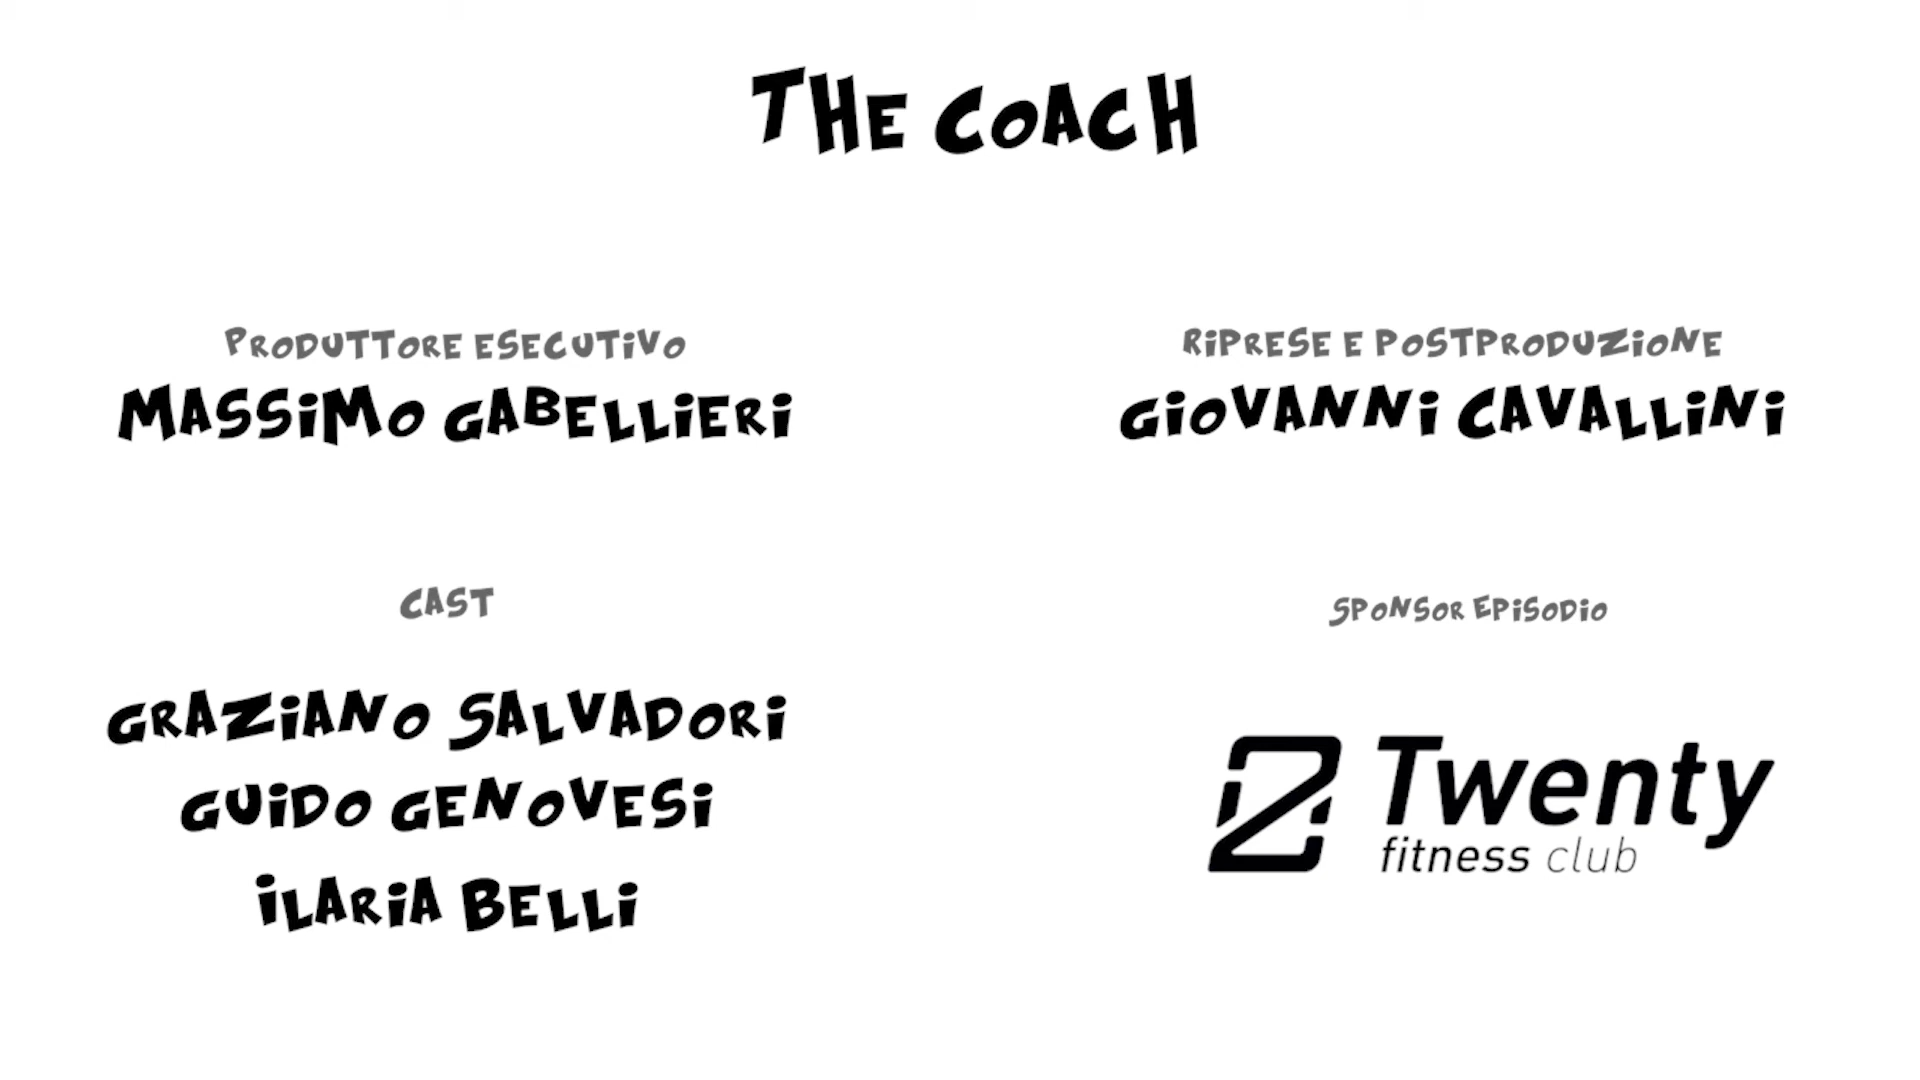 THE COACH
PRODUTTORE ESECUTIVO
MASSiMO GABELLiERi
RiPRESE E POSTPRODUZiONE
GiOVANNi CAVALLiNi
CAST
GRAZiANO SALVADORi
GUiDO GENOVESi
iLARiA BELLi
SPONSOR EPiSODiO
Twenty
fitness club